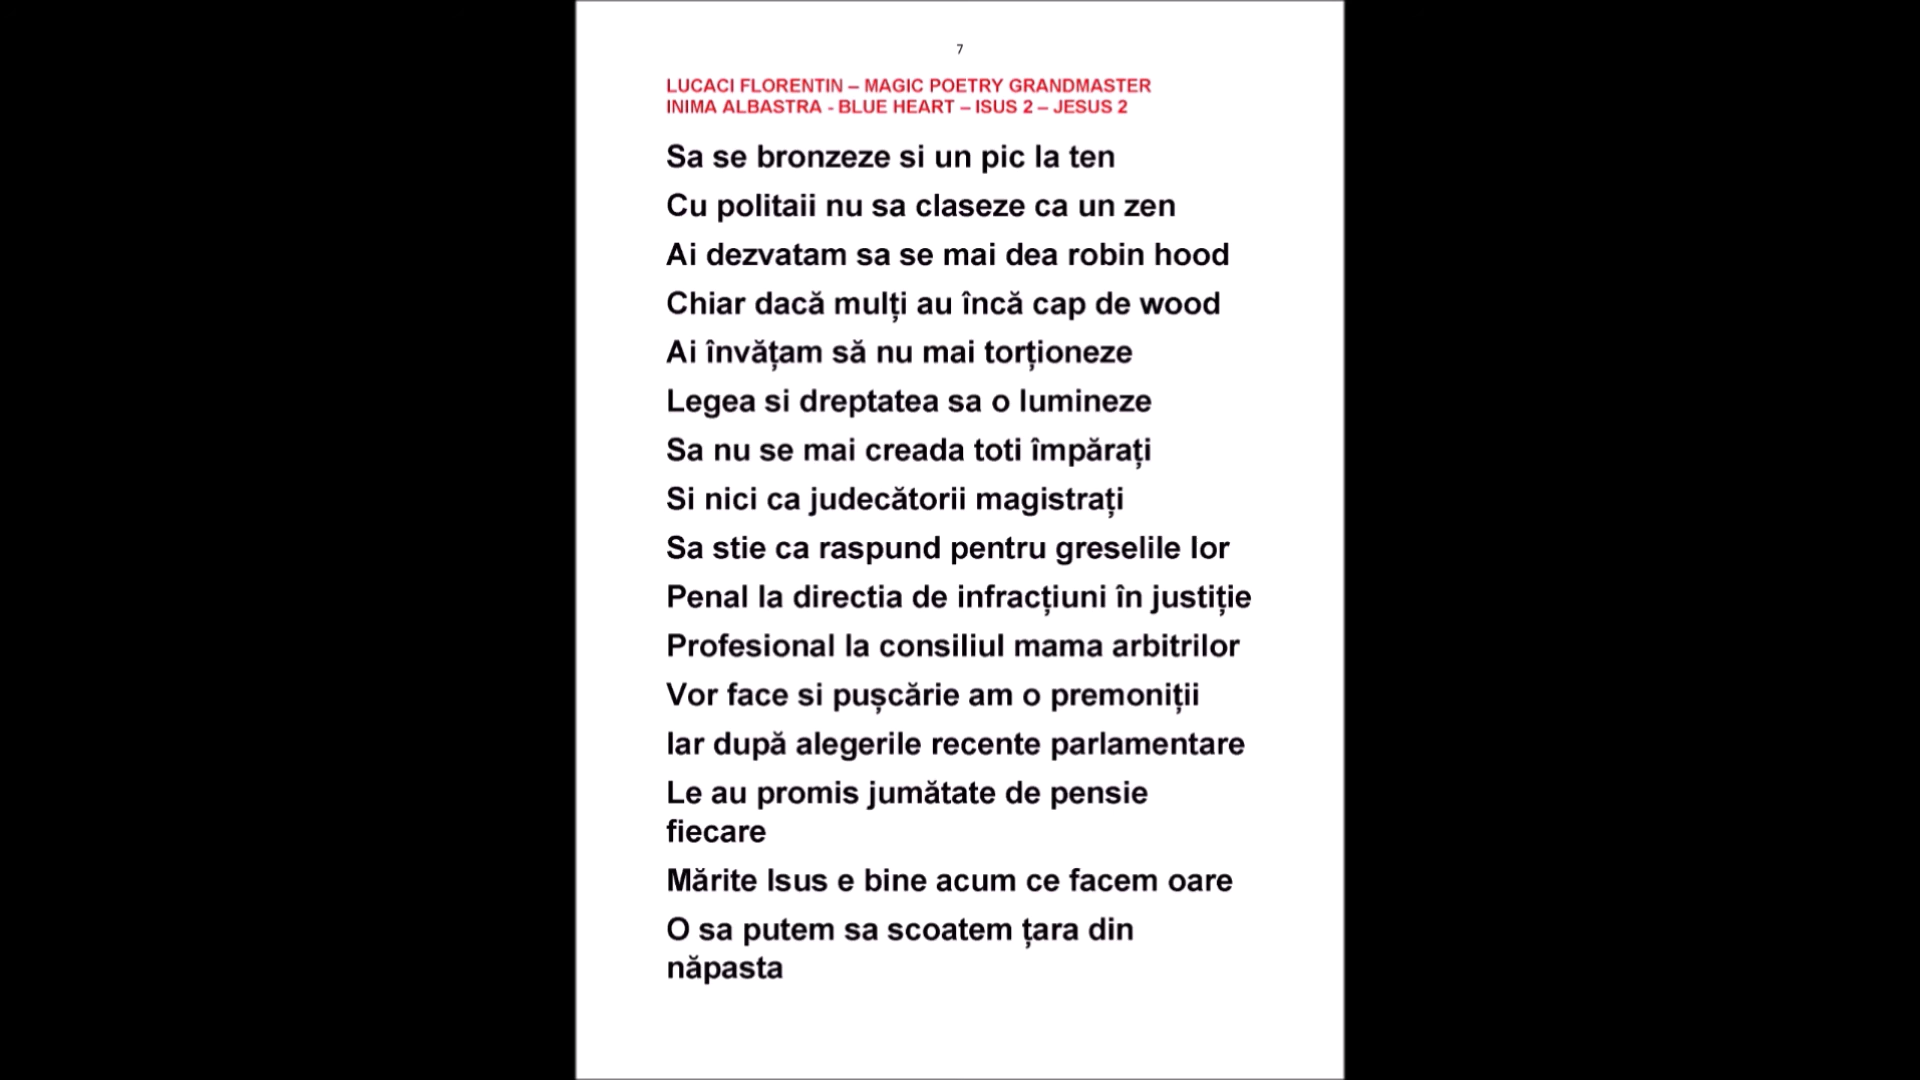 7
LUCACI FLORENTIN – MAGIC POETRY GRANDMASTER
INIMA ALBASTRA - BLUE HEART – ISUS 2 – JESUS 2
Sa se bronzeze si un pic la ten
Cu politaii nu sa claseze ca un zen
Ai dezvatam sa se mai dea robin hood
Chiar dacă mulți au încă cap de wood
Ai învățam să nu mai torționeze
Legea si dreptatea sa o lumineze
Sa nu se mai creada toti împărați
Si nici ca judecătorii magistrați
Sa stie ca raspund pentru greselile lor
Penal la directia de infracțiuni în justiție
Profesional la consiliul mama arbitrilor
Vor face si pușcărie am o premoniții
Iar după alegerile recente parlamentare
Le au promis jumătate de pensie
fiecare
Mărite Isus e bine acum ce facem oare
O sa putem sa scoatem țara din
năpasta